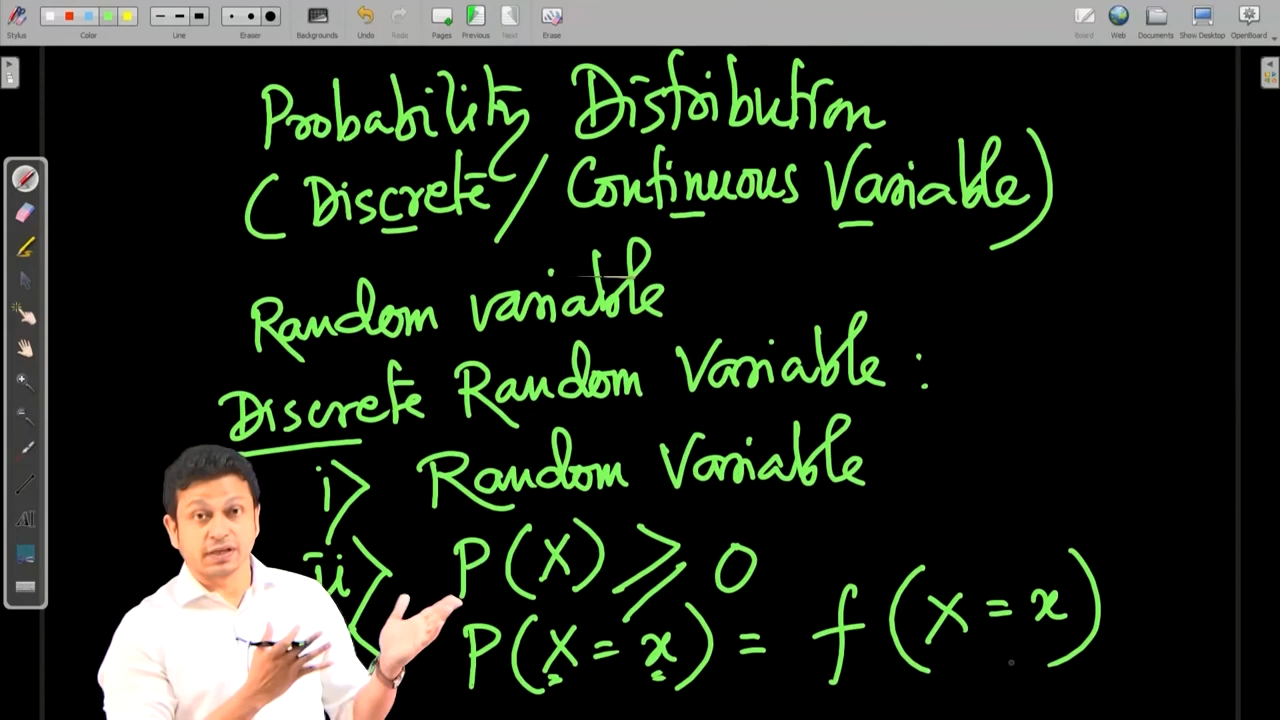 Stylus Color Line Eraser Backgrounds Undo Redo Pages Previous Next Erase Board Web Documents Show Desktop OpenBoard
Probability Distribution
(Discrete/ Continuous Variable)
Random variable
Discrete Random Variable :
i> Random Variable
ii> P(X) ⩾ 0
P(X = x) = f(X = x)